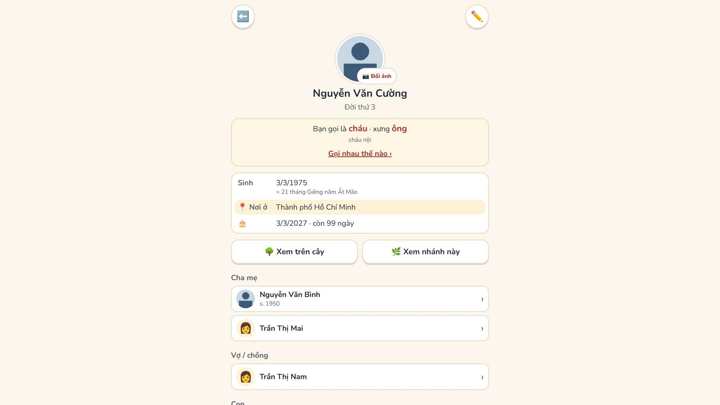 Đổi ảnh
Nguyễn Văn Cường
Đời thứ 3
Bạn gọi là cháu · xưng ông
cháu nội
Gọi nhau thế nào ›
Sinh 3/3/1975
≈ 21 tháng Giêng năm Ất Mão
Nơi ở Thành phố Hồ Chí Minh
3/3/2027 · còn 99 ngày
Xem trên cây
Xem nhánh này
Cha mẹ
Nguyễn Văn Bình
s. 1950
Trần Thị Mai
Vợ / chồng
Trần Thị Nam
Con